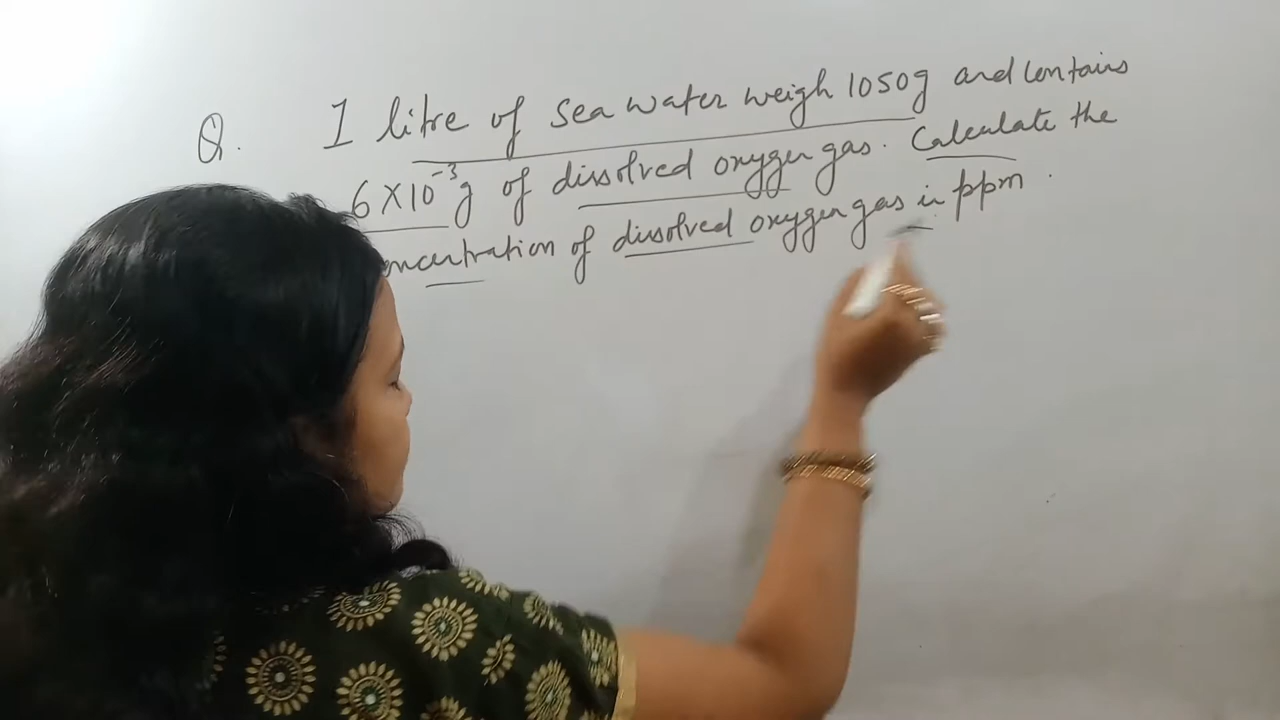 Q. 1 litre of sea water weigh 1050g and contains
6×10⁻³g of dissolved oxygen gas. Calculate the
ncentration of dissolved oxygen gas in ppm.